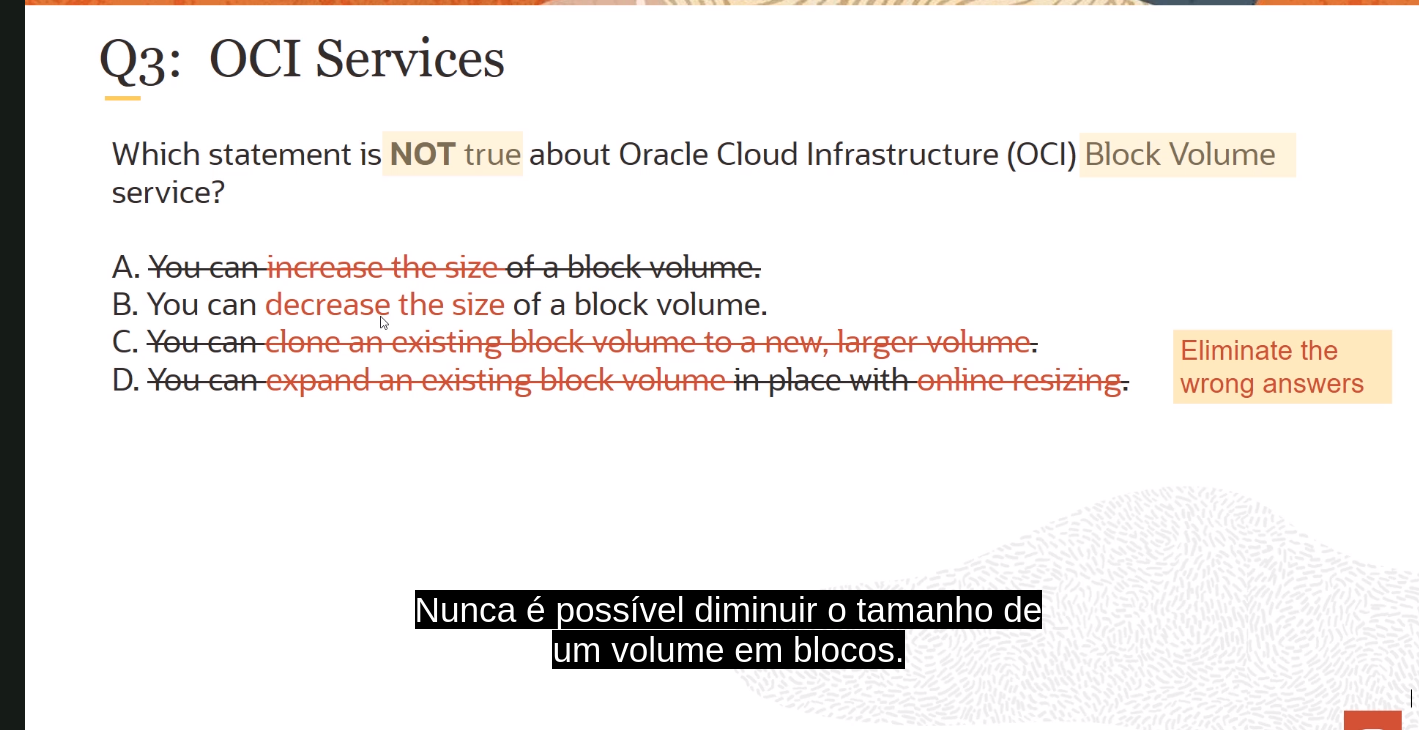 Q3: OCI Services
Which statement is NOT true about Oracle Cloud Infrastructure (OCI) Block Volume
service?
A. You can increase the size of a block volume.
B. You can decrease the size of a block volume.
C. You can clone an existing block volume to a new, larger volume.
D. You can expand an existing block volume in place with online resizing.
Eliminate the
wrong answers
Nunca é possível diminuir o tamanho de
um volume em blocos.